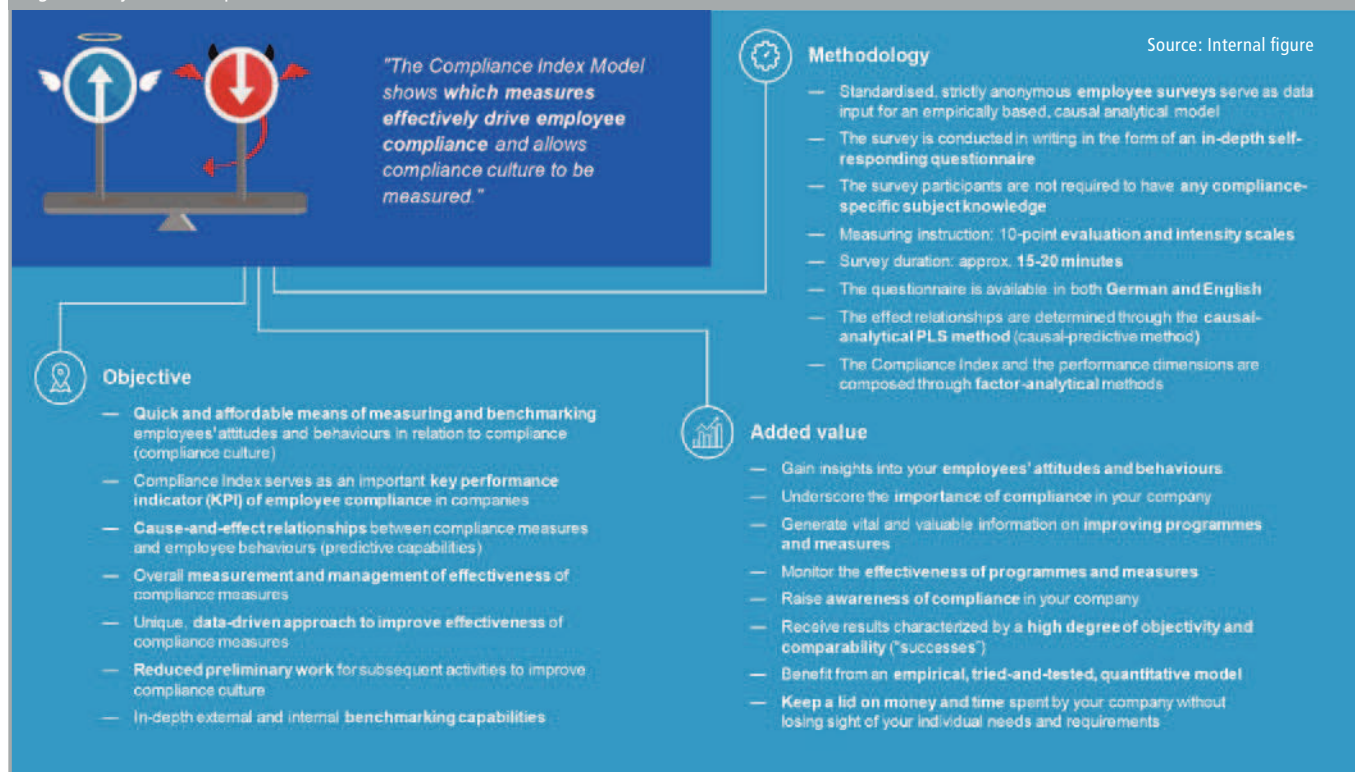 Source: Internal figure
"The Compliance Index Model
shows which measures
effectively drive employee
compliance and allows
compliance culture to be
measured."
Methodology
— Standardised, strictly anonymous employee surveys serve as data
input for an empirically based, causal analytical model
— The survey is conducted in writing in the form of an in-depth self-
responding questionnaire
— The survey participants are not required to have any compliance-
specific subject knowledge
— Measuring instruction: 10-point evaluation and intensity scales
— Survey duration: approx. 15-20 minutes
— The questionnaire is available in both German and English
— The effect relationships are determined through the causal-
analytical PLS method (causal-predictive method)
— The Compliance Index and the performance dimensions are
composed through factor-analytical methods
Objective
— Quick and affordable means of measuring and benchmarking
employees' attitudes and behaviours in relation to compliance
(compliance culture)
— Compliance Index serves as an important key performance
indicator (KPI) of employee compliance in companies
— Cause-and-effect relationships between compliance measures
and employee behaviours (predictive capabilities)
— Overall measurement and management of effectiveness of
compliance measures
— Unique, data-driven approach to improve effectiveness of
compliance measures
— Reduced preliminary work for subsequent activities to improve
compliance culture
— In-depth external and internal benchmarking capabilities
Added value
— Gain insights into your employees' attitudes and behaviours
— Underscore the importance of compliance in your company
— Generate vital and valuable information on improving programmes
and measures
— Monitor the effectiveness of programmes and measures
— Raise awareness of compliance in your company
— Receive results characterized by a high degree of objectivity and
comparability ("successes")
— Benefit from an empirical, tried-and-tested, quantitative model
— Keep a lid on money and time spent by your company without
losing sight of your individual needs and requirements